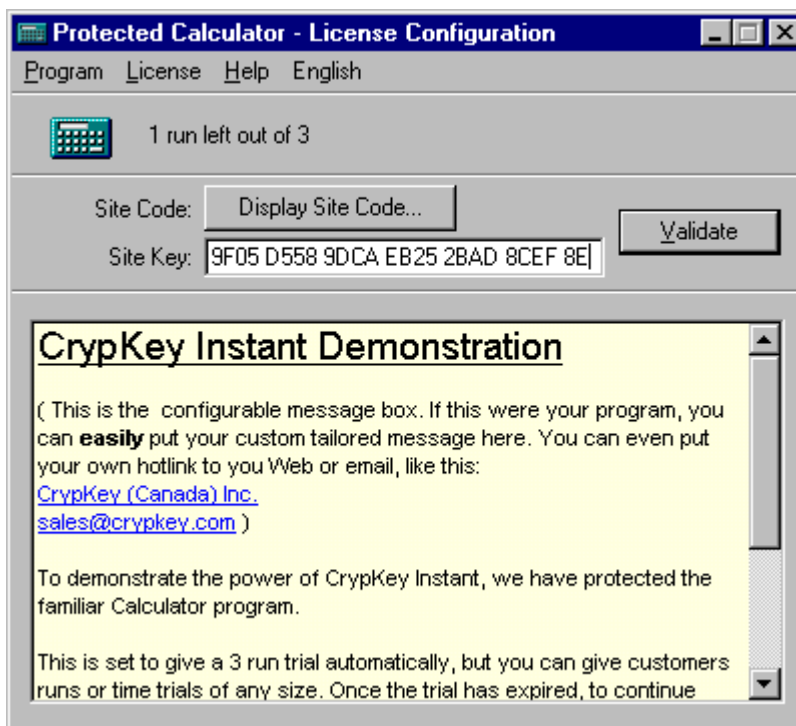 Protected Calculator - License Configuration
Program License Help English
1 run left out of 3
Site Code: Display Site Code...
Validate
Site Key: 9F05 D558 9DCA EB25 2BAD 8CEF 8E
CrypKey Instant Demonstration
( This is the configurable message box. If this were your program, you
can easily put your custom tailored message here. You can even put
your own hotlink to you Web or email, like this:
CrypKey (Canada) Inc.
sales@crypkey.com )
To demonstrate the power of CrypKey Instant, we have protected the
familiar Calculator program.
This is set to give a 3 run trial automatically, but you can give customers
runs or time trials of any size. Once the trial has expired, to continue